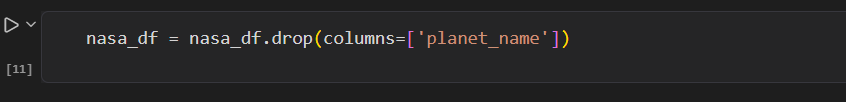 nasa_df = nasa_df.drop(columns=['planet_name'])
[11]